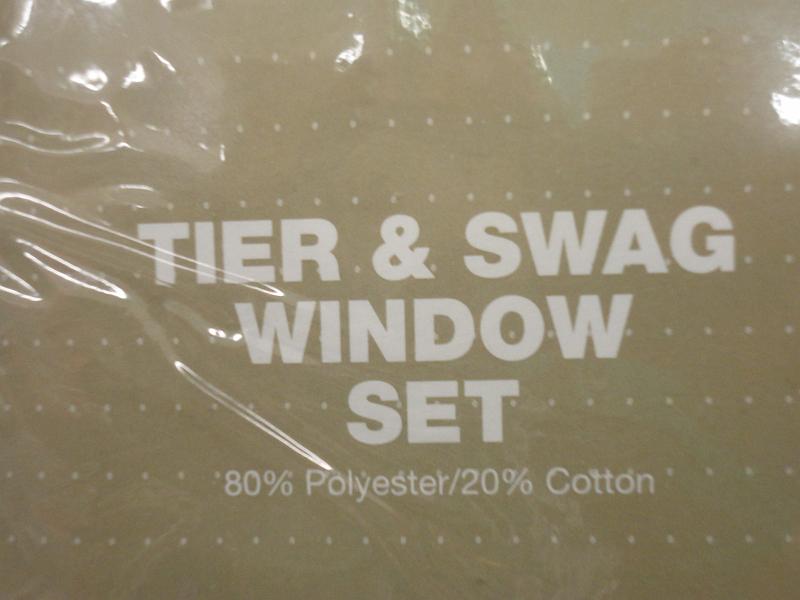 TIER & SWAG
WINDOW
SET
80% Polyester/20% Cotton